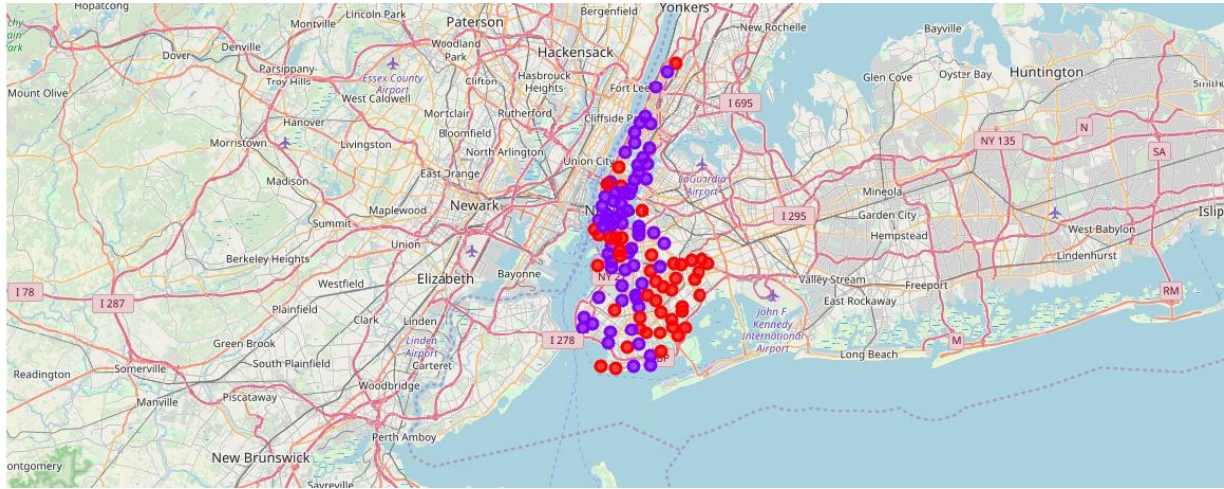 Hopatcong
Lincoln Park
Paterson
Bergenfield
Yonkers
Montville
New Rochelle
Bayville
Dover
Denville
Woodland
Park
Hackensack
Parsippany-
Troy Hills
Essex County
Airport
Clifton
Hasbrouck
Heights
Fort Lee
Glen Cove
Oyster Bay
Huntington
Mount Olive
West Caldwell
Rutherford
I 695
Hanover
Montclair
Cliffside
N
NY 135
Morristown
Livingston
Bloomfield
North Arlington
SA
Union City
East Orange
LaGuardia
Airport
Madison
Mineola
Maplewood
Newark
I 295
Garden City
Summit
Hempstead
West Babylon
Islip
Union
Berkeley Heights
Lindenhurst
Elizabeth
Bayonne
NY 2
Valley Stream
Freeport
I 78
I 287
Westfield
East Rockaway
RM
Plainfield
Linden
John F.
Kennedy
International
Airport
Clark
Linden
Airport
I 278
M
Green Brook
Long Beach
South Plainfield
Carteret
Readington
Somerville
Woodbridge
Piscataway
Manville
Perth Amboy
New Brunswick
Sayreville